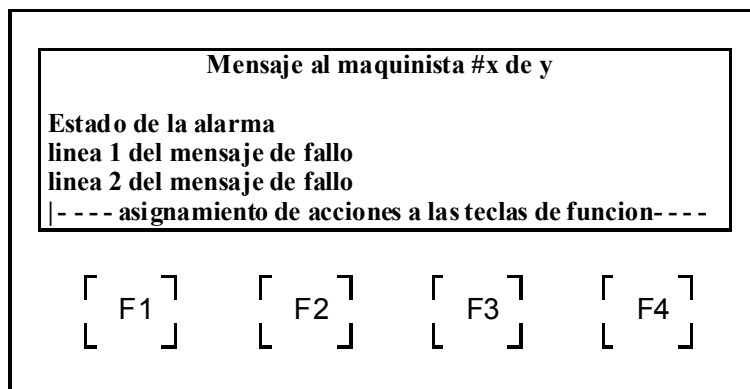 Mensaje al maquinista #x de y
Estado de la alarma
linea 1 del mensaje de fallo
linea 2 del mensaje de fallo
|- - - - asignamiento de acciones a las teclas de funcion- - - -
F1 F2 F3 F4